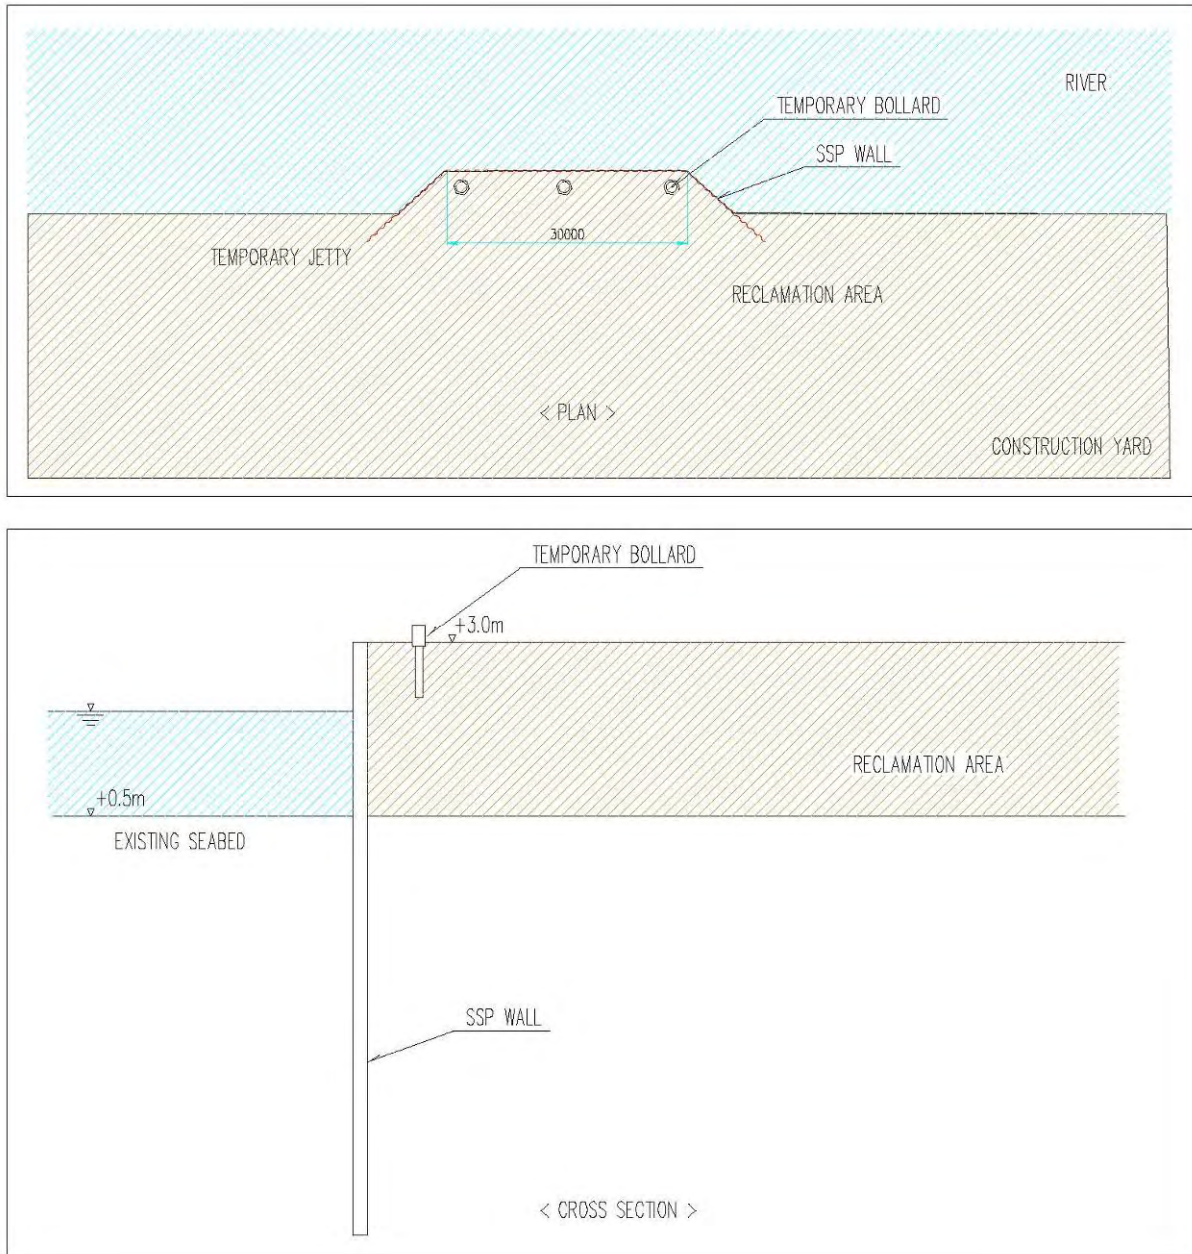 RIVER
TEMPORARY BOLLARD
SSP WALL
30000
TEMPORARY JETTY
RECLAMATION AREA
< PLAN >
CONSTRUCTION YARD
TEMPORARY BOLLARD
+3.0m
RECLAMATION AREA
+0.5m
EXISTING SEABED
SSP WALL
< CROSS SECTION >